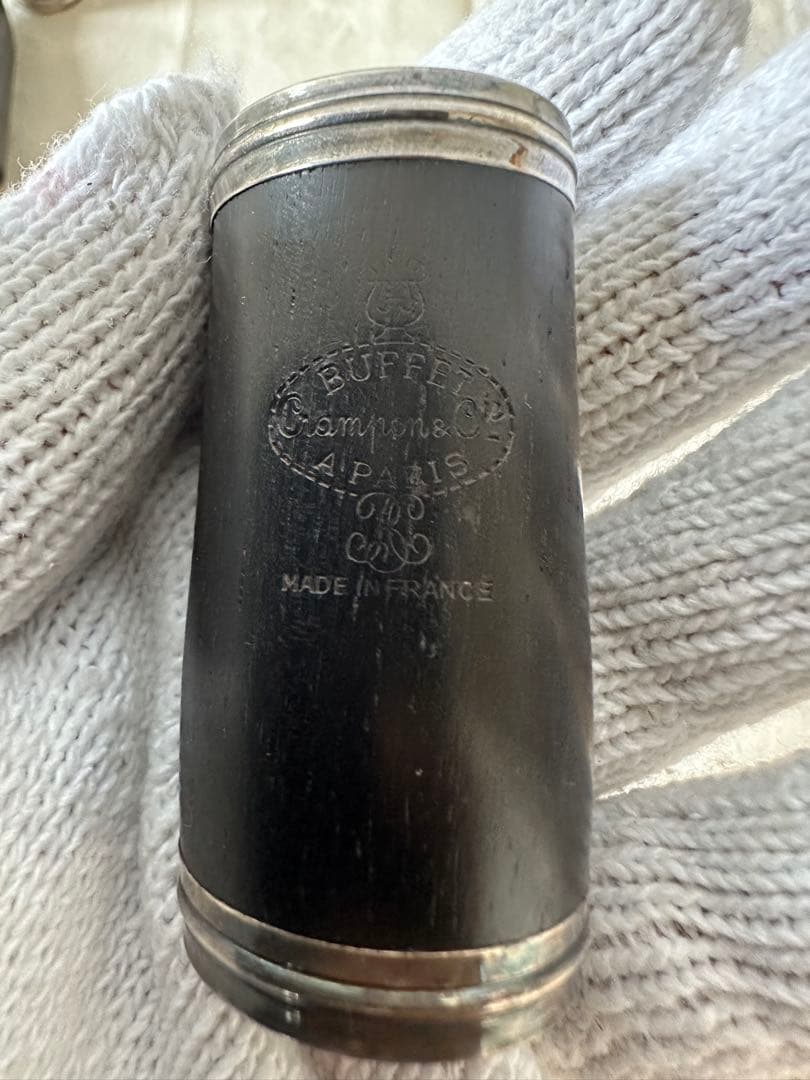 BUFFET
Crampon & Cie
A PARIS
MADE IN FRANCE